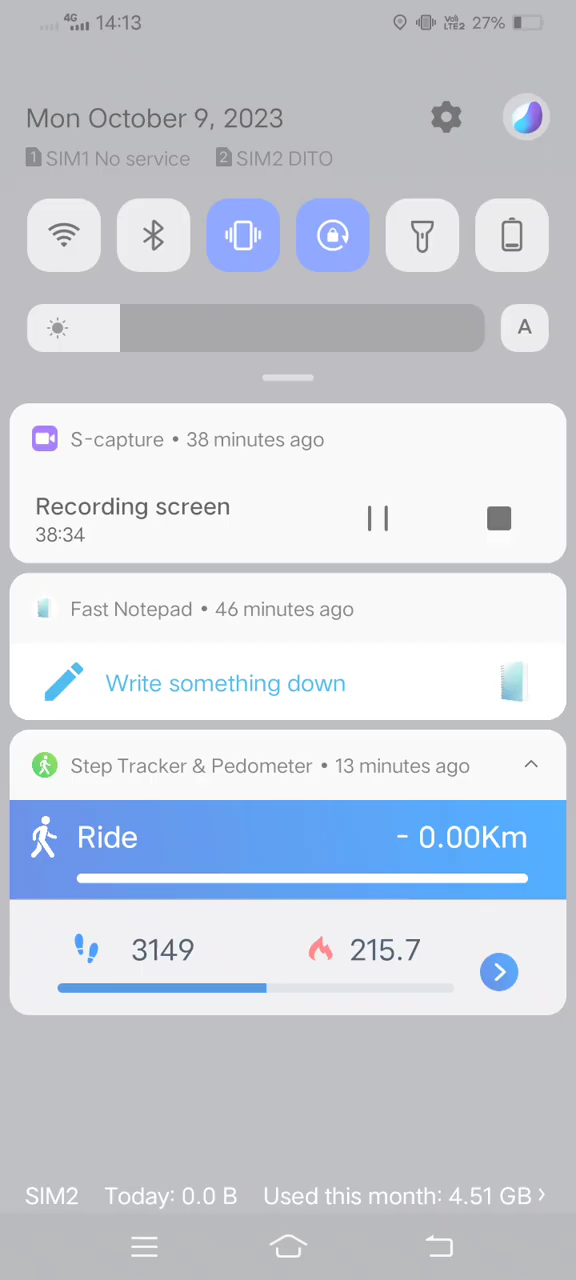 4G 14:13 VoLTE2 27%
Mon October 9, 2023
1 SIM1 No service 2 SIM2 DITO
A
S-capture • 38 minutes ago
Recording screen
38:34
Fast Notepad • 46 minutes ago
Write something down
Step Tracker & Pedometer • 13 minutes ago
Ride - 0.00Km
3149 215.7
SIM2 Today: 0.0 B Used this month: 4.51 GB ›